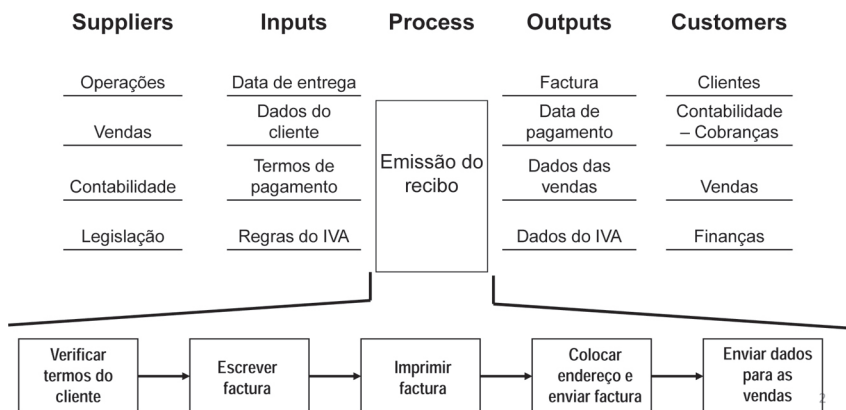 Suppliers Inputs Process Outputs Customers
Operações Data de entrega Factura Clientes
Vendas
Dados do
cliente
Data de
pagamento
Contabilidade
– Cobranças
Emissão do
recibo
Contabilidade
Termos de
pagamento
Dados das
vendas
Vendas
Legislação Regras do IVA Dados do IVA Finanças
Verificar
termos do
cliente
Escrever
factura
Imprimir
factura
Colocar
endereço e
enviar factura
Enviar dados
para as
vendas
2